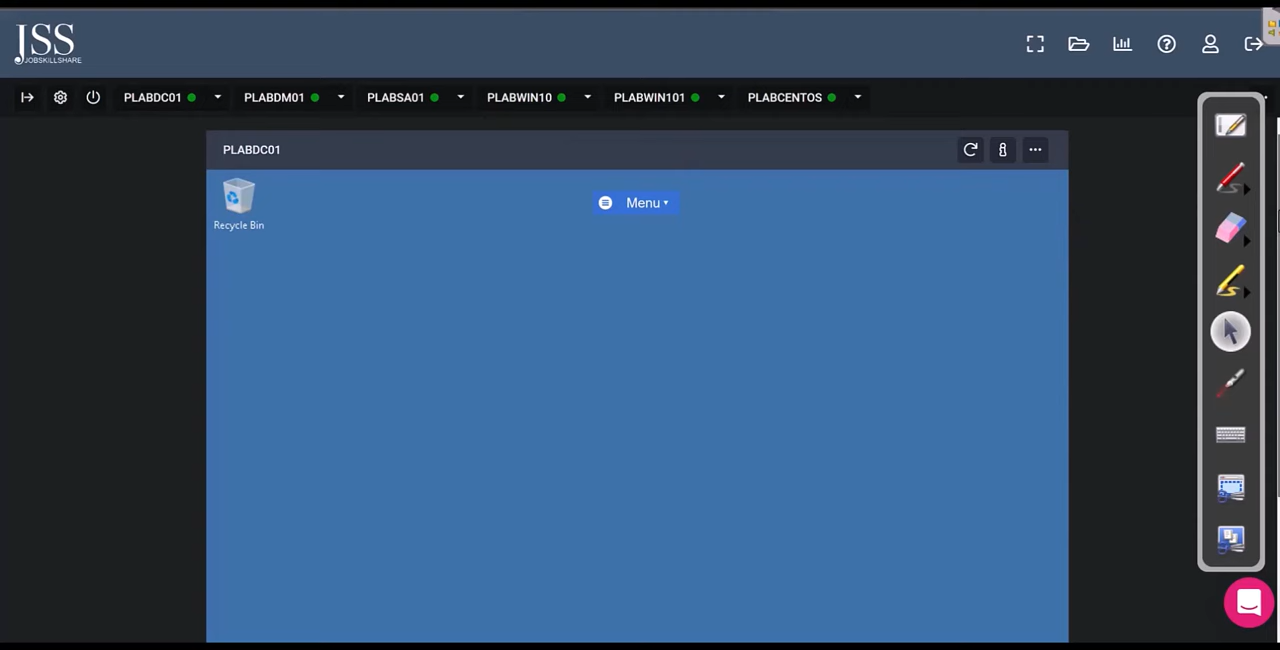 JSS
JOBSKILLSHARE
PLABDC01 PLABDM01 PLABSA01 PLABWIN10 PLABWIN101 PLABCENTOS
PLABDC01
Menu
Recycle Bin